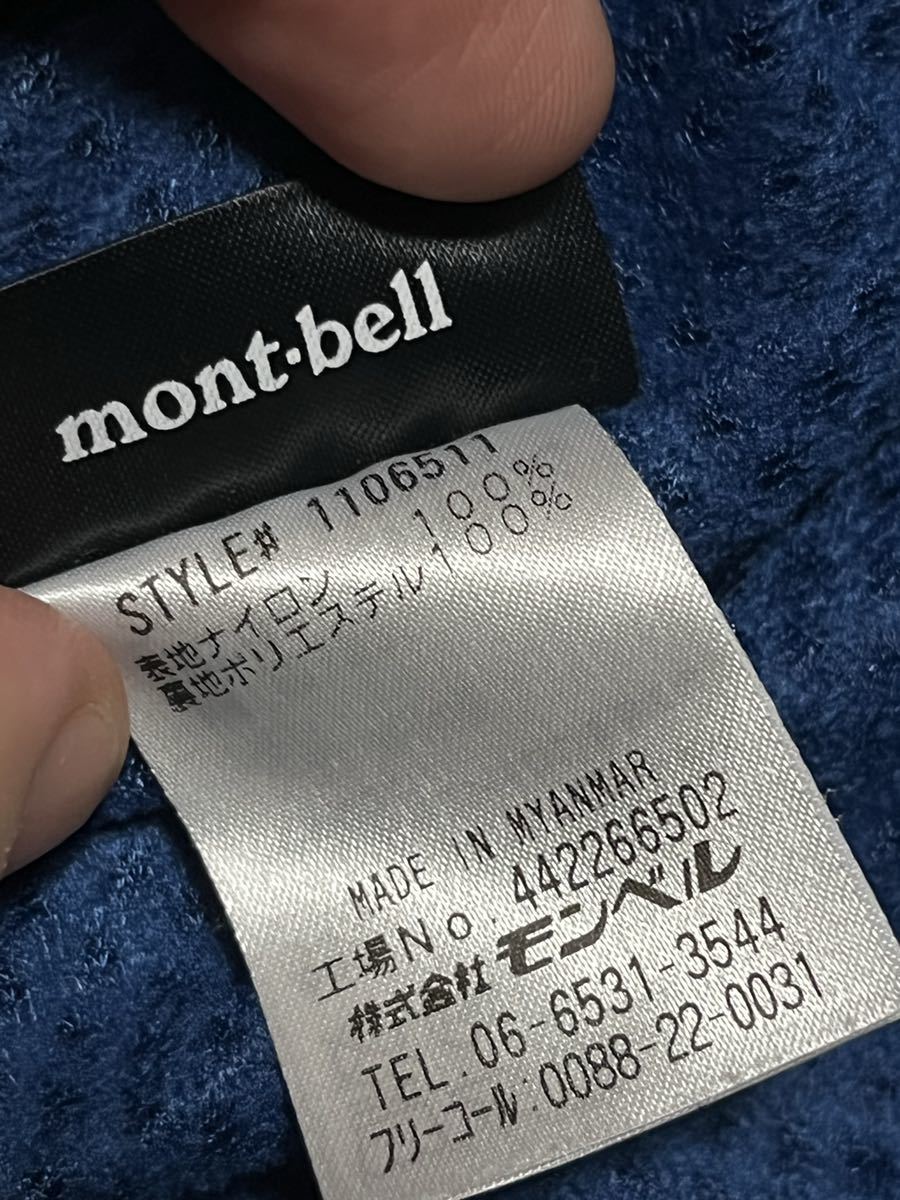 mont-bell
STYLE# 1106511
表地ナイロン 100%
裏地ポリエステル100%
MADE IN MYANMAR
工場No.442266502
株式会社モンベル
TEL.06-6531-3544
フリーコール:0088-22-0031